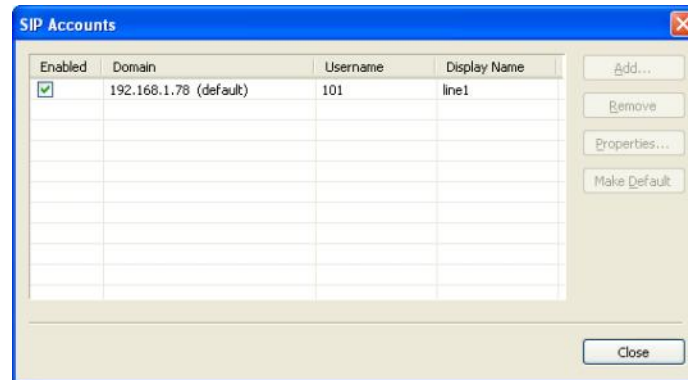 SIP Accounts
Enabled Domain Username Display Name
192.168.1.78 (default) 101 line1
Add...
Remove
Properties...
Make Default
Close